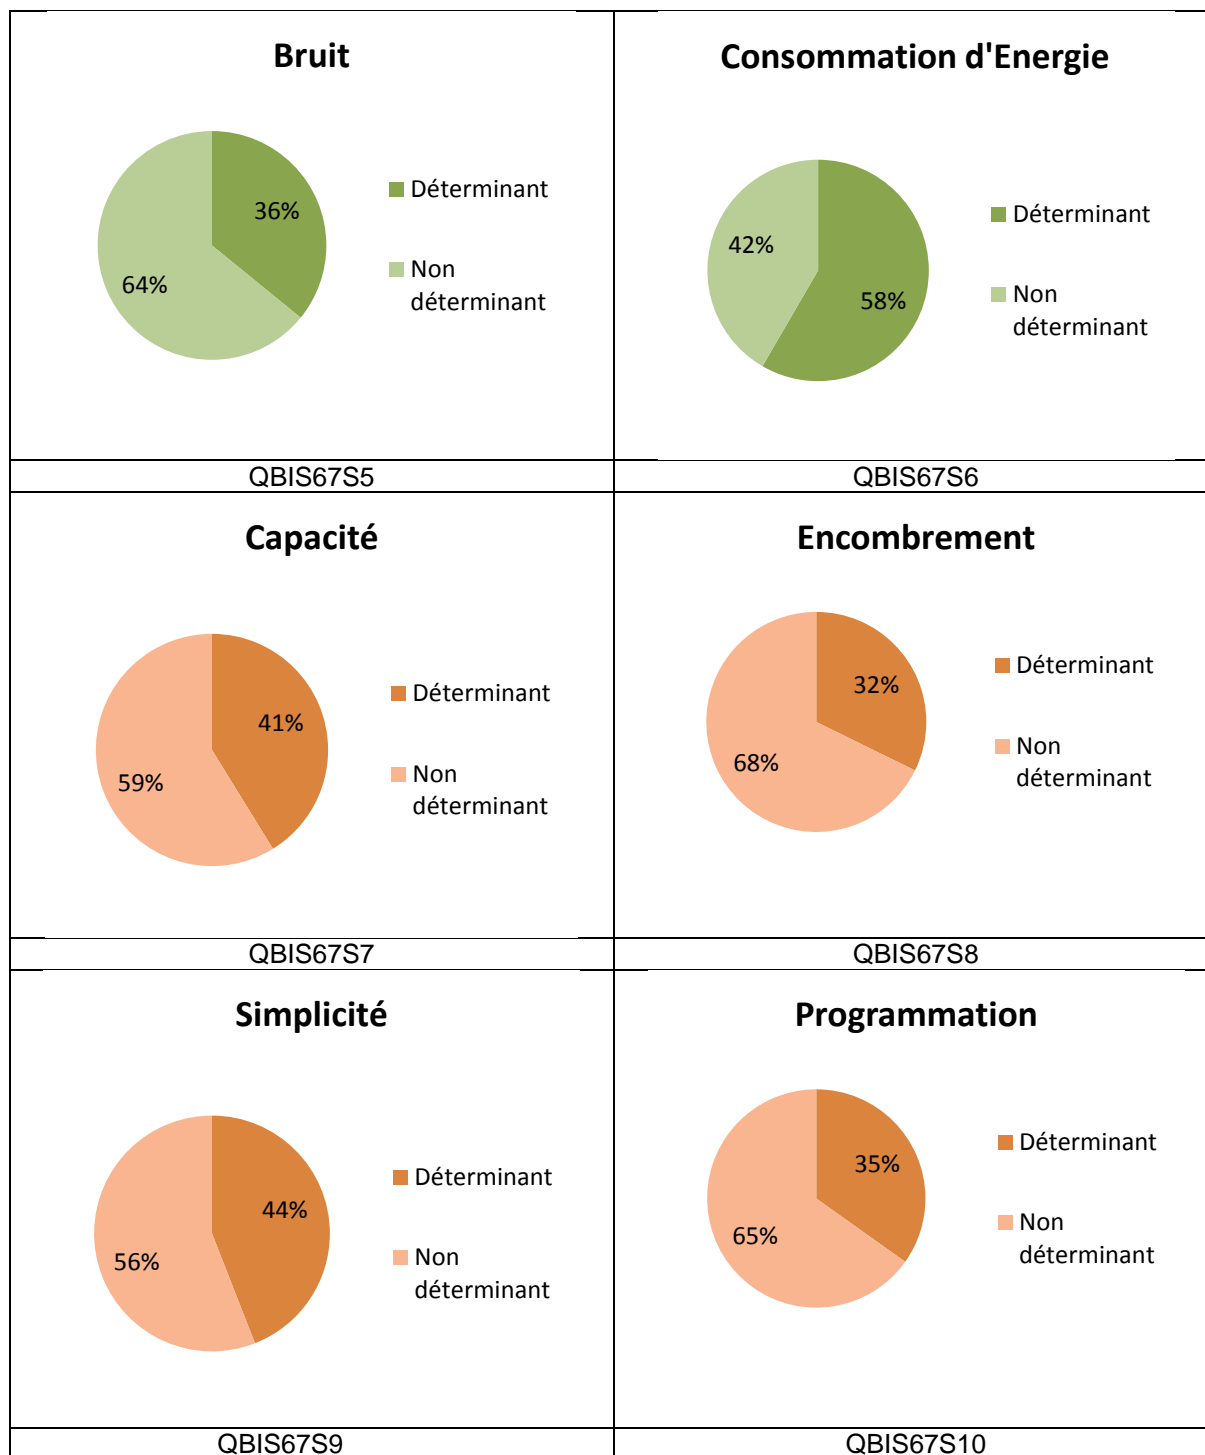 Bruit
36%
64%
Déterminant
Non
déterminant
QBIS67S5
Consommation d'Energie
42%
58%
Déterminant
Non
déterminant
QBIS67S6
Capacité
41%
59%
Déterminant
Non
déterminant
QBIS67S7
Encombrement
32%
68%
Déterminant
Non
déterminant
QBIS67S8
Simplicité
44%
56%
Déterminant
Non
déterminant
QBIS67S9
Programmation
35%
65%
Déterminant
Non
déterminant
QBIS67S10